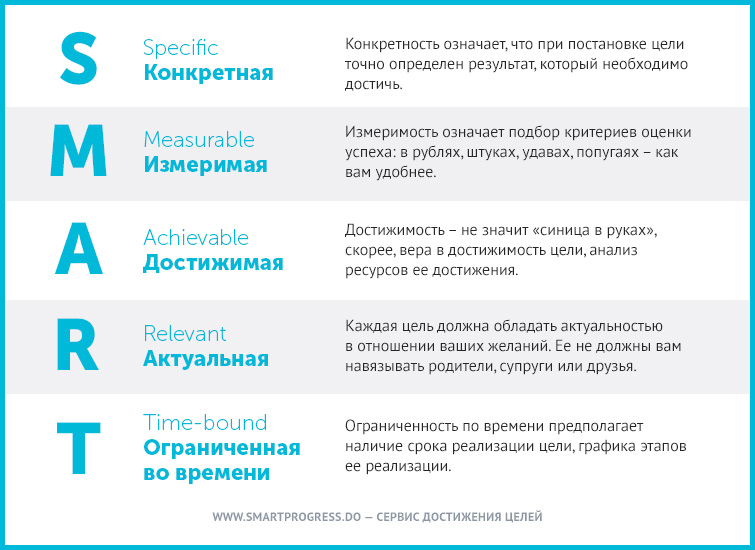 S
Specific
Конкретная
Конкретность означает, что при постановке цели
точно определен результат, который необходимо
достичь.
M
Measurable
Измеримая
Измеримость означает подбор критериев оценки
успеха: в рублях, штуках, удавах, попугаях – как
вам удобнее.
A
Achievable
Достижимая
Достижимость – не значит «синица в руках»,
скорее, вера в достижимость цели, анализ
ресурсов ее достижения.
R
Relevant
Актуальная
Каждая цель должна обладать актуальностью
в отношении ваших желаний. Ее не должны вам
навязывать родители, супруги или друзья.
T
Time-bound
Ограниченная
во времени
Ограниченность по времени предполагает
наличие срока реализации цели, графика этапов
ее реализации.
WWW.SMARTPROGRESS.DO — СЕРВИС ДОСТИЖЕНИЯ ЦЕЛЕЙ